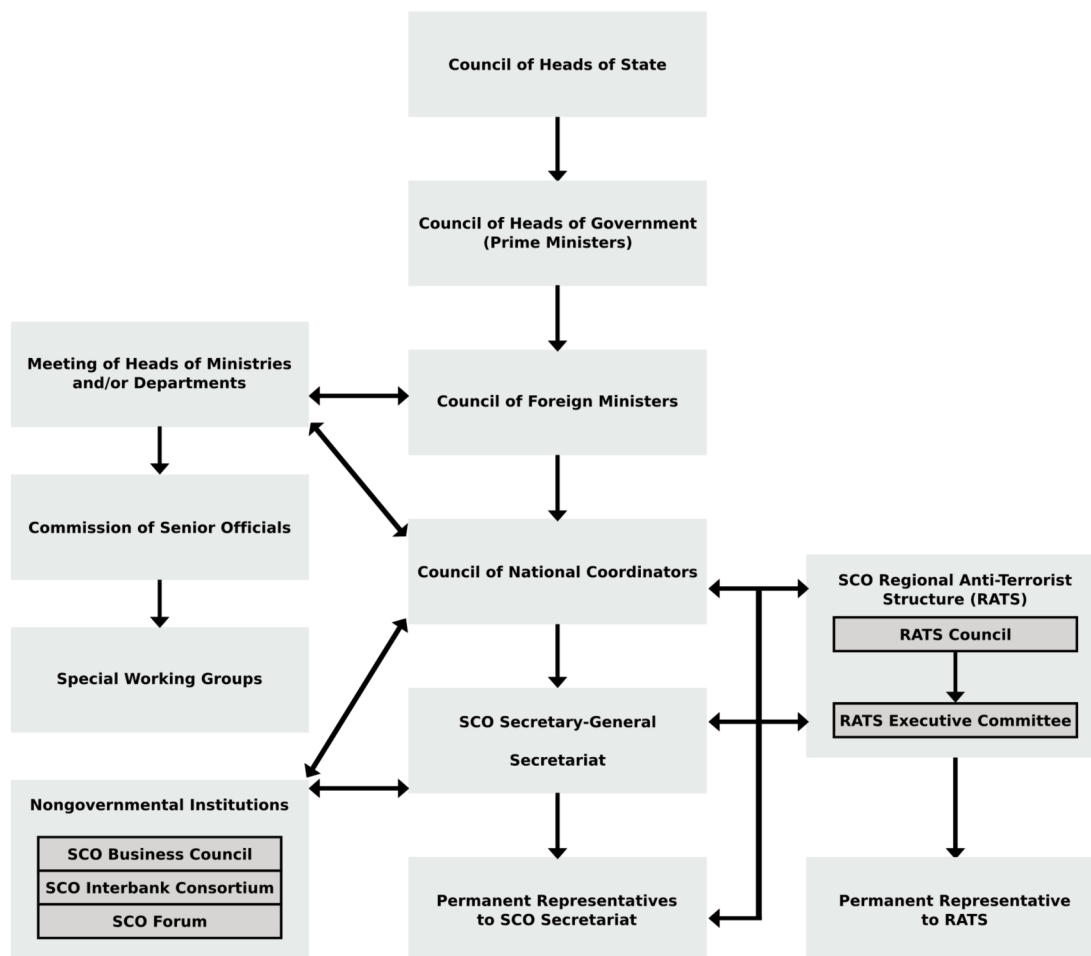 Council of Heads of State
Council of Heads of Government
(Prime Ministers)
Meeting of Heads of Ministries
and/or Departments
Council of Foreign Ministers
Commission of Senior Officials
Council of National Coordinators
SCO Regional Anti-Terrorist
Structure (RATS)
RATS Council
RATS Executive Committee
Special Working Groups
SCO Secretary-General
Secretariat
Nongovernmental Institutions
SCO Business Council
SCO Interbank Consortium
SCO Forum
Permanent Representatives
to SCO Secretariat
Permanent Representative
to RATS